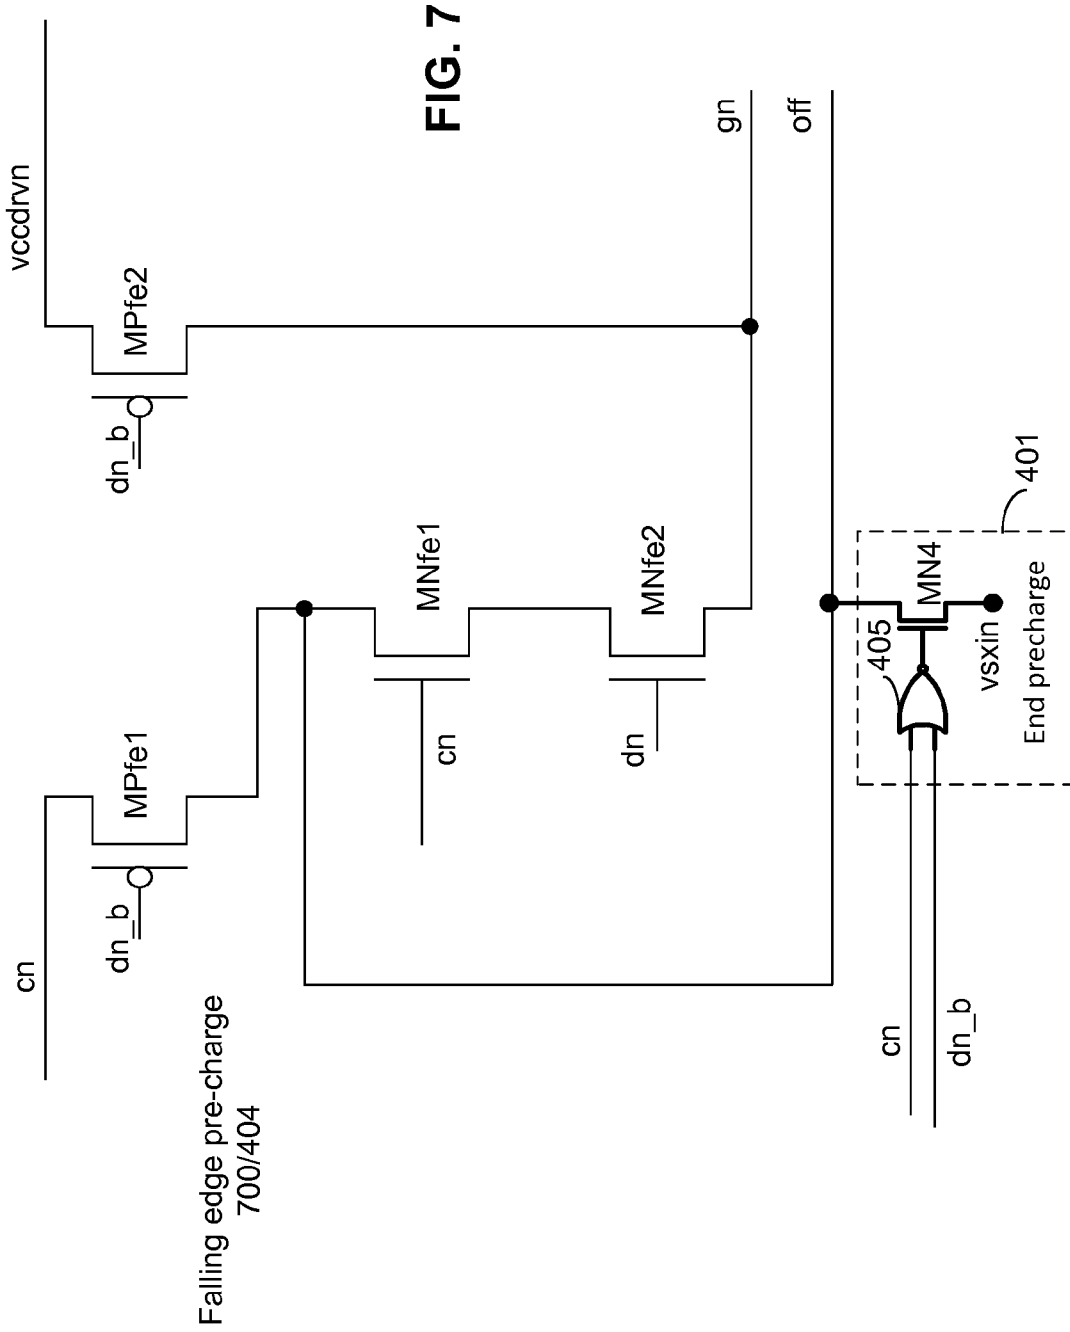 FIG. 7
vccdrvn
MPfe2
dn_b
cn
MPfe1
dn_b
Falling edge pre-charge
700/404
MNfe1
cn
MNfe2
dn
gn
off
401
MN4
405
vsxin
End precharge
cn
dn_b